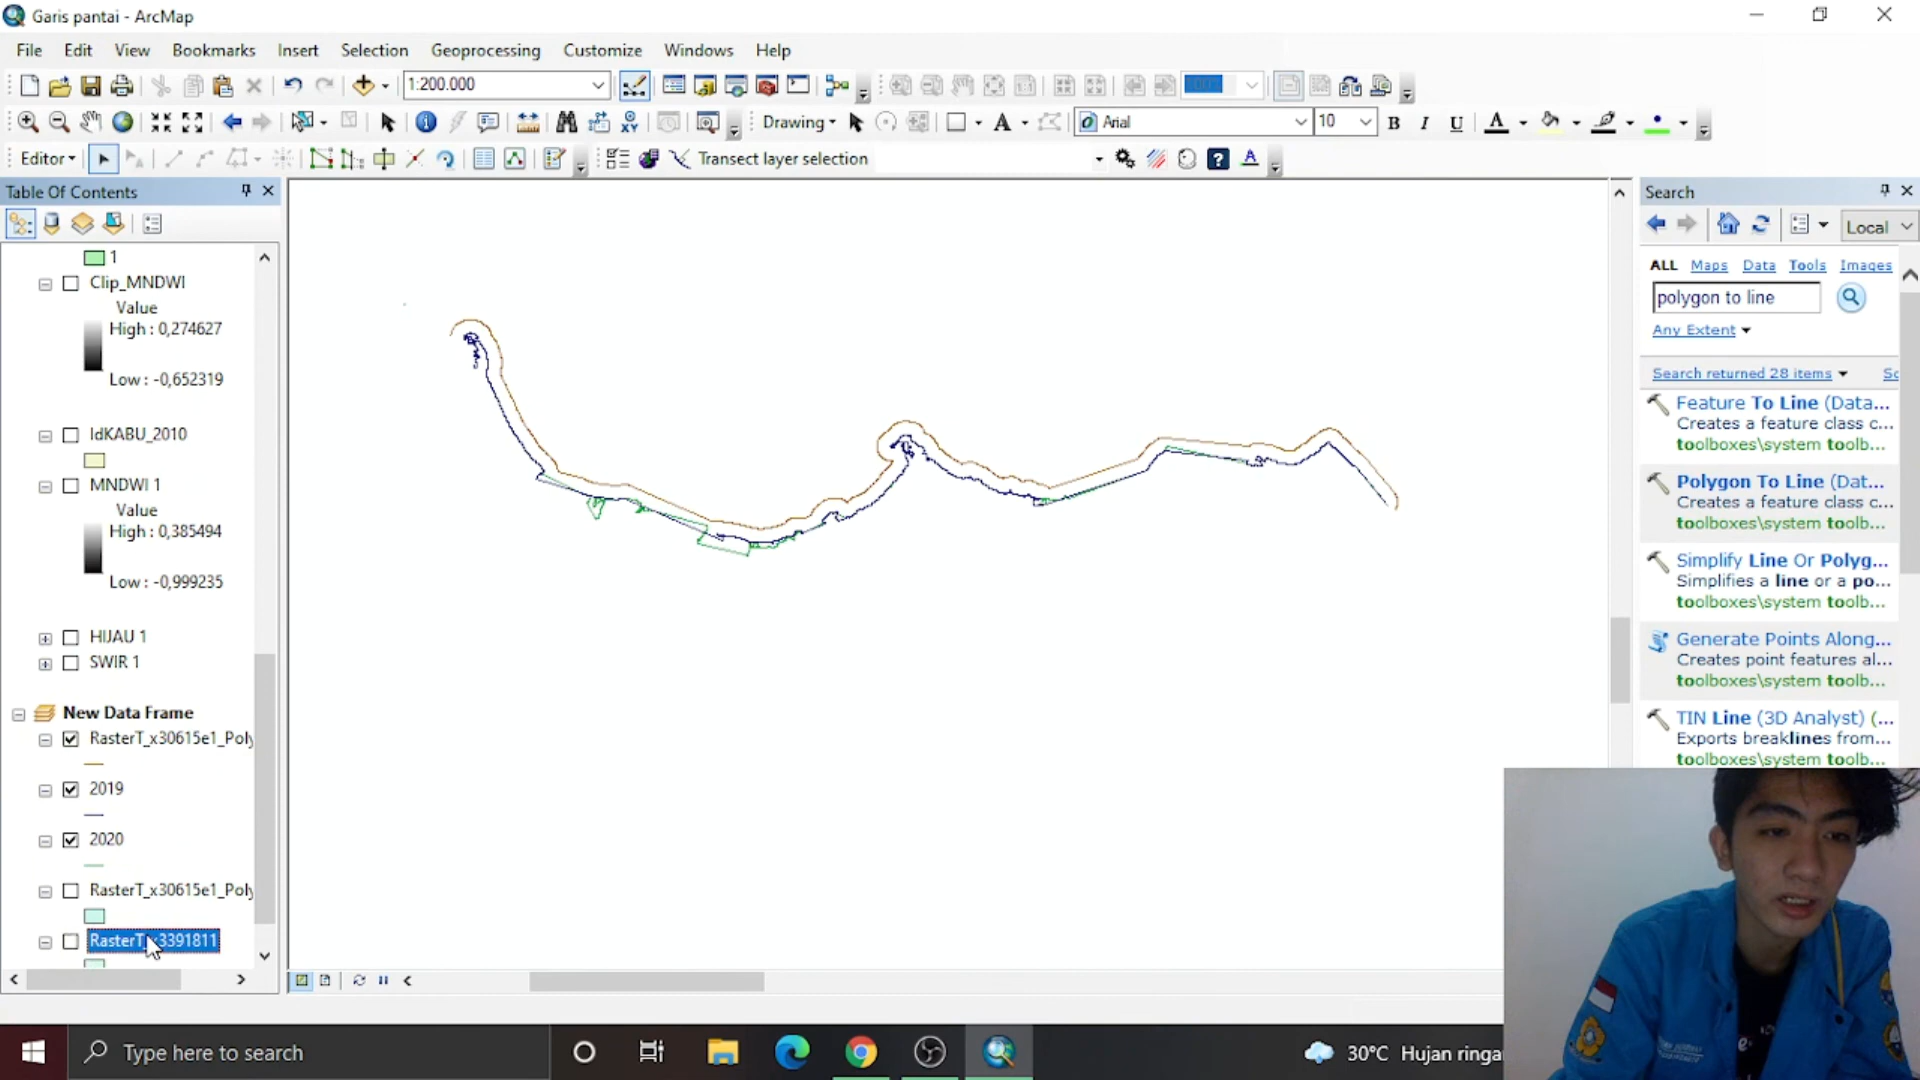 Garis pantai - ArcMap
File Edit View Bookmarks Insert Selection Geoprocessing Customize Windows Help
1:200.000
Drawing Arial 10 B I U A
Editor Transect layer selection
Table Of Contents
1
Clip_MNDWI
Value
High : 0,274627
Low : -0,652319
IdKABU_2010
MNDWI 1
Value
High : 0,385494
Low : -0,999235
HIJAU 1
SWIR 1
New Data Frame
RasterT_x30615e1_Poly
2019
2020
RasterT_x30615e1_Poly
RasterT_x3391811
Search
Local
ALL Maps Data Tools Images
polygon to line
Any Extent
Search returned 28 items
Feature To Line (Data...
Creates a feature class c...
toolboxes\system toolb...
Polygon To Line (Dat...
Creates a feature class c...
toolboxes\system toolb...
Simplify Line Or Polyg...
Simplifies a line or a po...
toolboxes\system toolb...
Generate Points Along...
Creates point features al...
toolboxes\system toolb...
TIN Line (3D Analyst) (...
Exports breaklines from...
toolboxes\system toolb...
Type here to search
30°C Hujan ringa